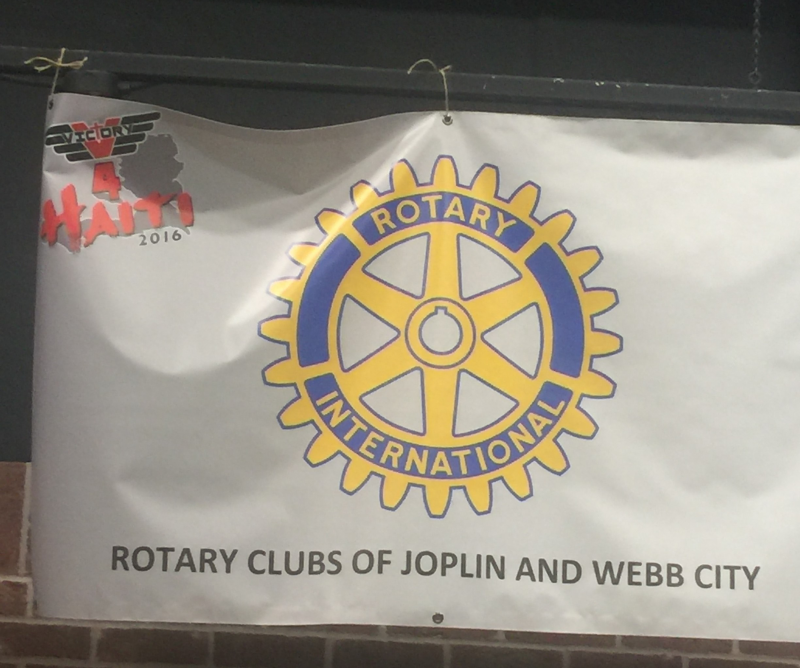 VICTORY
4
HAITI
2016
ROTARY
INTERNATIONAL
ROTARY CLUBS OF JOPLIN AND WEBB CITY